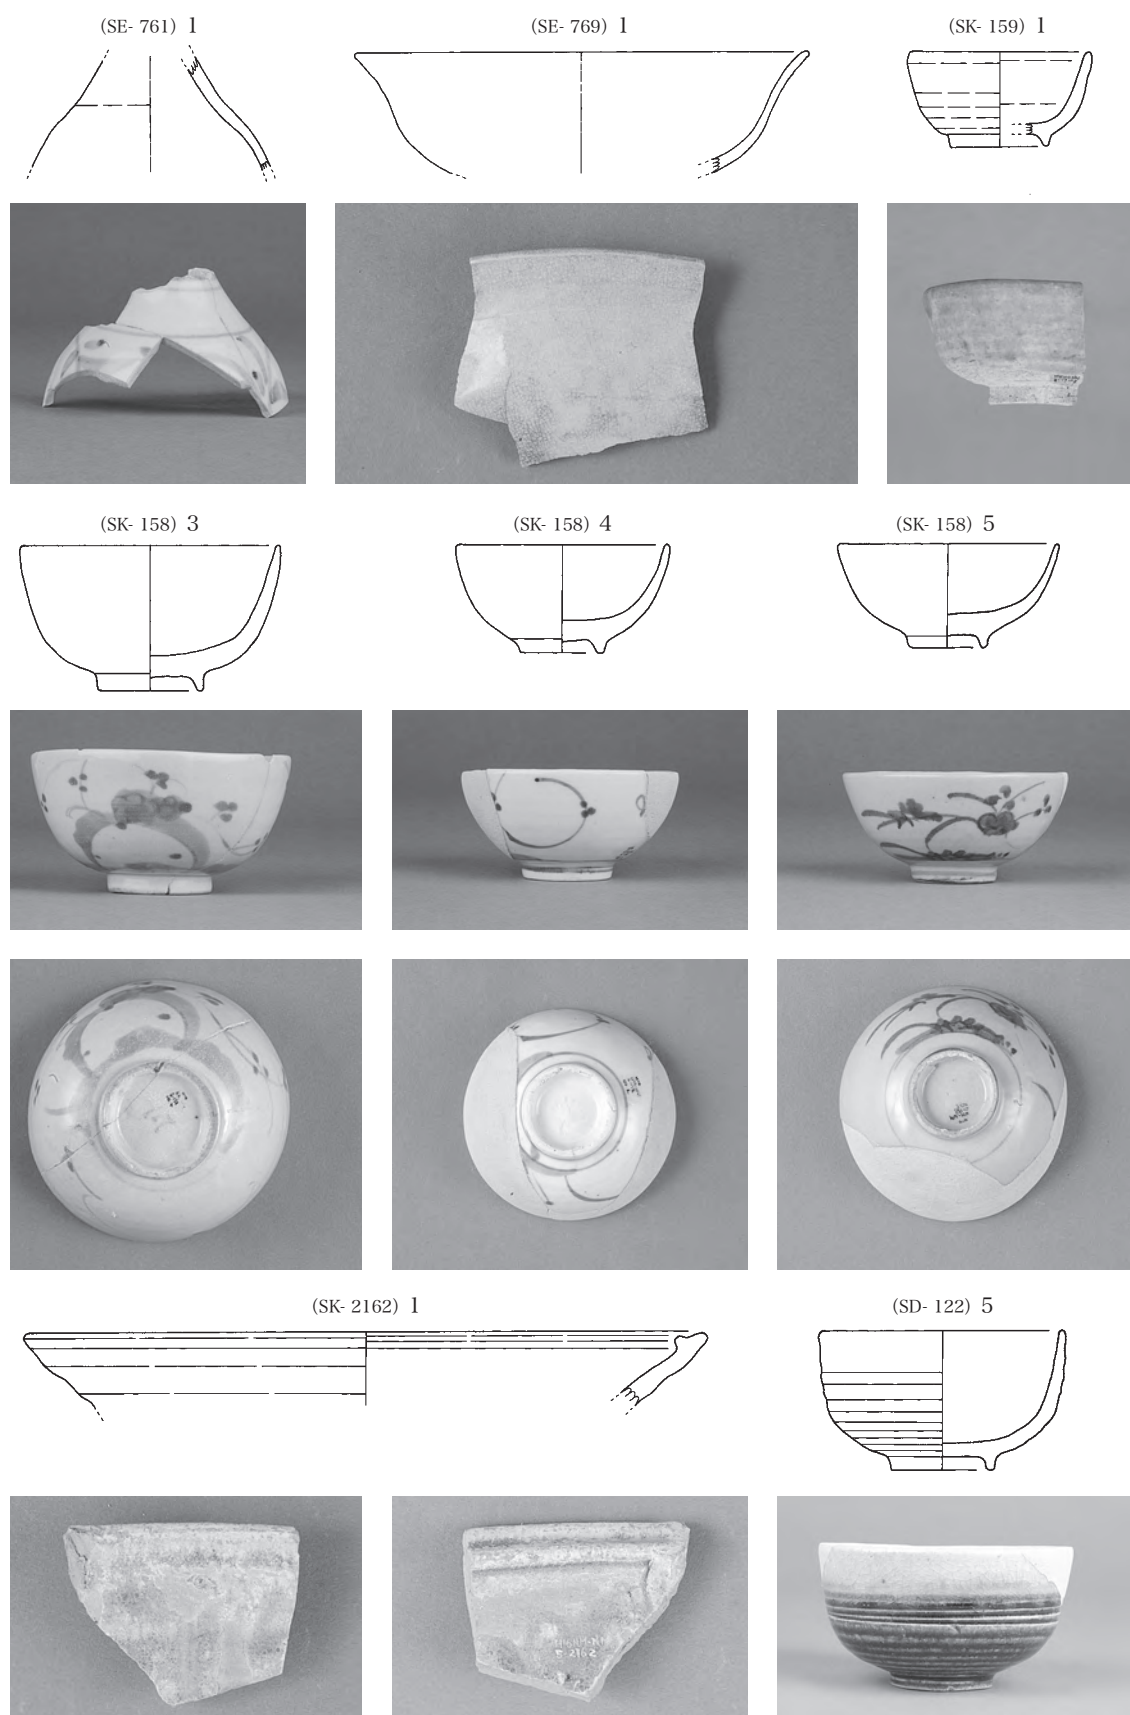 (SE- 761) 1
(SE- 769) 1
(SK- 159) 1
(SK- 158) 3
(SK- 158) 4
(SK- 158) 5
(SK- 2162) 1
(SD- 122) 5